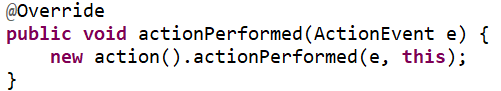 @Override
public void actionPerformed(ActionEvent e) {
    new action().actionPerformed(e, this);
}